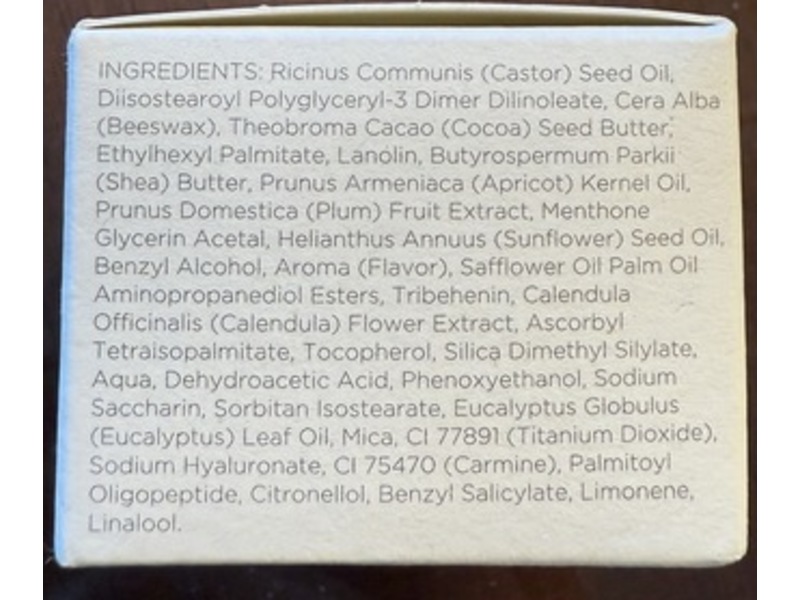 INGREDIENTS: Ricinus Communis (Castor) Seed Oil,
Diisostearoyl Polyglyceryl-3 Dimer Dilinoleate, Cera Alba
(Beeswax), Theobroma Cacao (Cocoa) Seed Butter,
Ethylhexyl Palmitate, Lanolin, Butyrospermum Parkii
(Shea) Butter, Prunus Armeniaca (Apricot) Kernel Oil,
Prunus Domestica (Plum) Fruit Extract, Menthone
Glycerin Acetal, Helianthus Annuus (Sunflower) Seed Oil,
Benzyl Alcohol, Aroma (Flavor), Safflower Oil Palm Oil
Aminopropanediol Esters, Tribehenin, Calendula
Officinalis (Calendula) Flower Extract, Ascorbyl
Tetraisopalmitate, Tocopherol, Silica Dimethyl Silylate,
Aqua, Dehydroacetic Acid, Phenoxyethanol, Sodium
Saccharin, Sorbitan Isostearate, Eucalyptus Globulus
(Eucalyptus) Leaf Oil, Mica, CI 77891 (Titanium Dioxide),
Sodium Hyaluronate, CI 75470 (Carmine), Palmitoyl
Oligopeptide, Citronellol, Benzyl Salicylate, Limonene,
Linalool.